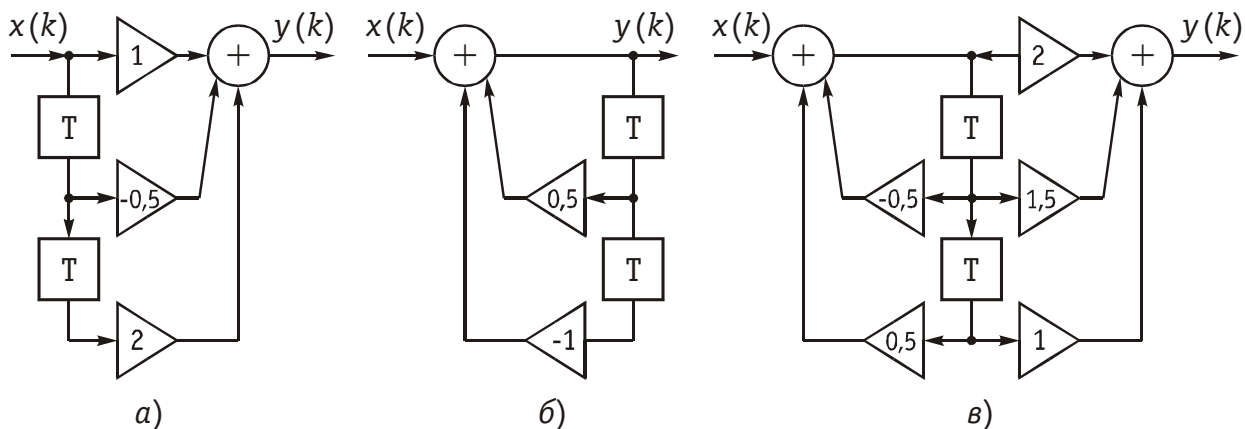 x(k) y(k) x(k) y(k) x(k) y(k)
1 + + + 2 +
T T T
-0,5 0,5 -0,5 1,5
T T T
2 -1 0,5 1
а) б) в)